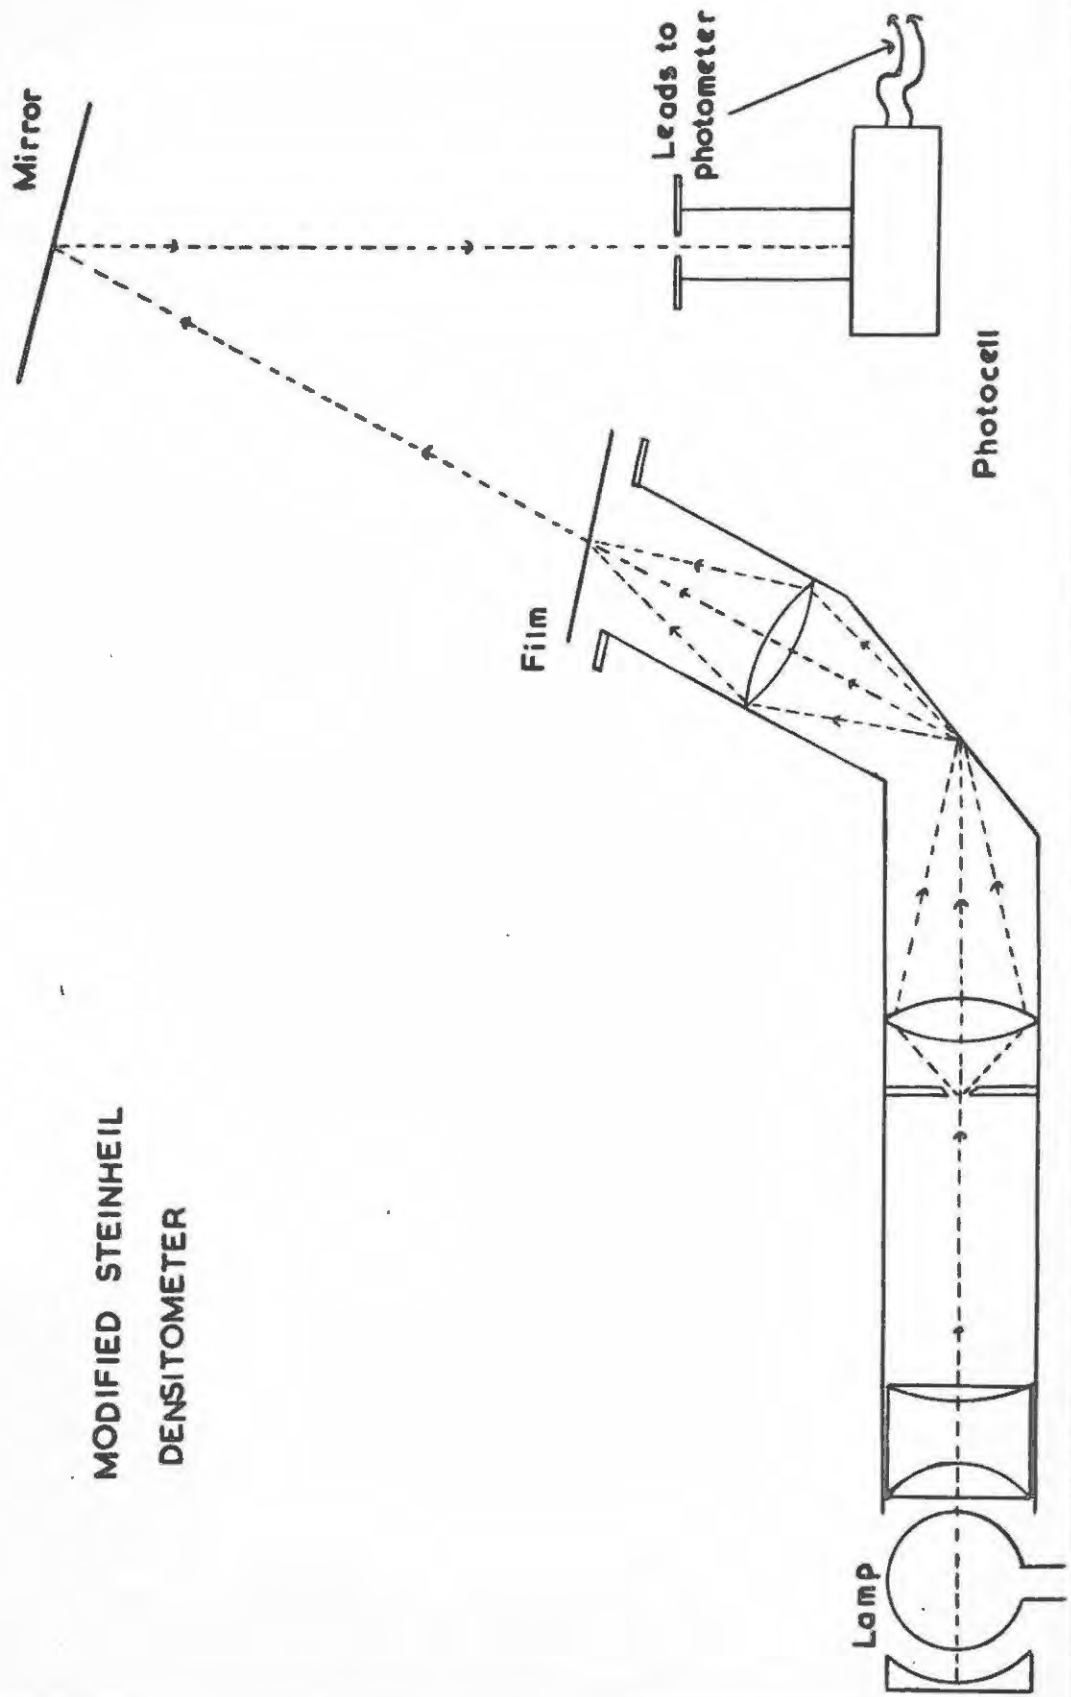 MODIFIED STEINHEIL
DENSITOMETER
Mirror
Leads to
photometer
Film
Photocell
Lamp